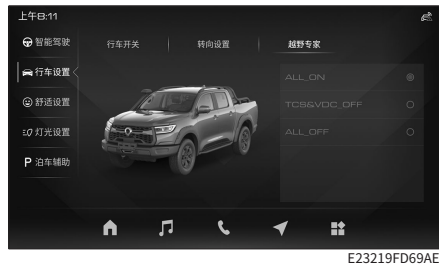 上午8:11
智能驾驶
行车开关
转向设置
越野专家
行车设置
ALL_ON
舒适设置
TCS&VDC_OFF
灯光设置
ALL_OFF
P 泊车辅助
E23219FD69AE